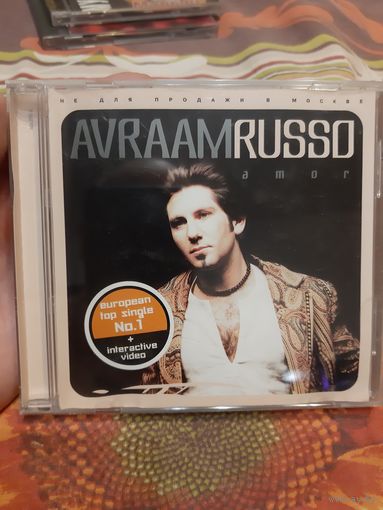 НЕ ДЛЯ ПРОДАЖИ В МОСКВЕ
AVRAAMRUSSO
amor
european
top single
No.1
+
interactive
video